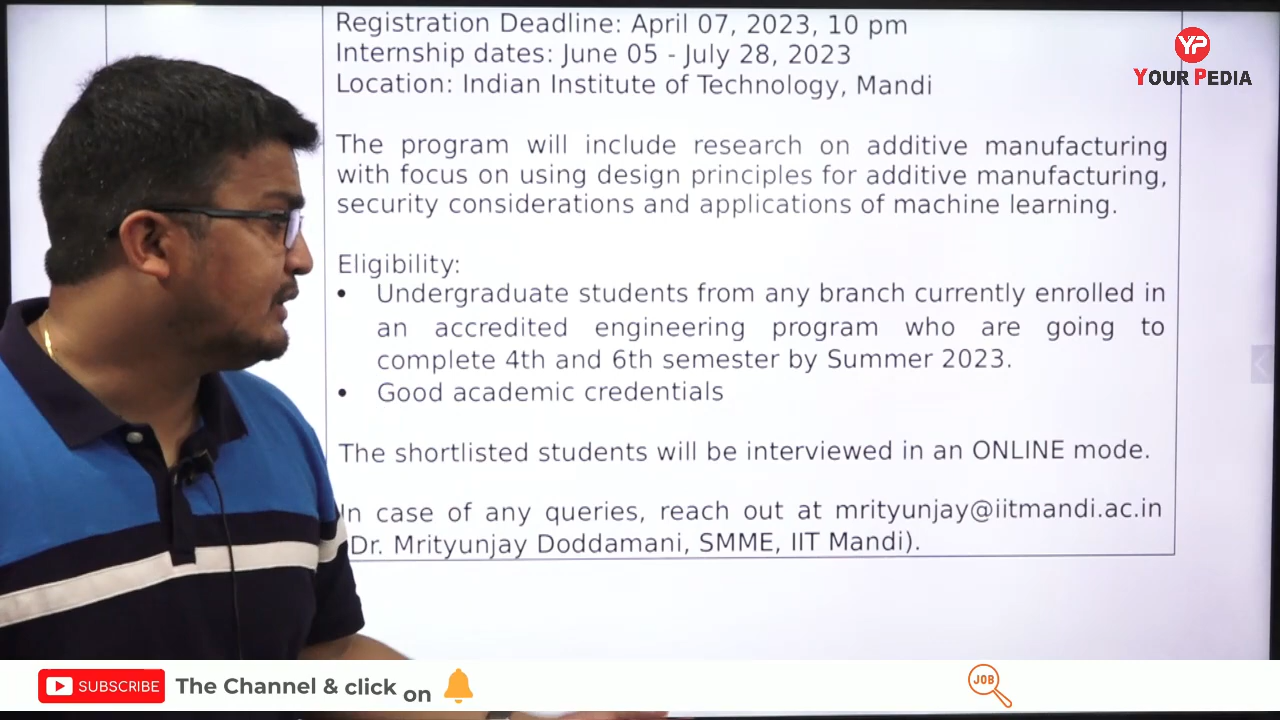 Registration Deadline: April 07, 2023, 10 pm
Internship dates: June 05 - July 28, 2023
Location: Indian Institute of Technology, Mandi
YP
YOUR PEDIA
The program will include research on additive manufacturing
with focus on using design principles for additive manufacturing,
security considerations and applications of machine learning.
Eligibility:
• Undergraduate students from any branch currently enrolled in
an accredited engineering program who are going to
complete 4th and 6th semester by Summer 2023.
• Good academic credentials
The shortlisted students will be interviewed in an ONLINE mode.
In case of any queries, reach out at mrityunjay@iitmandi.ac.in
Dr. Mrityunjay Doddamani, SMME, IIT Mandi).
SUBSCRIBE The Channel & click on
JOB